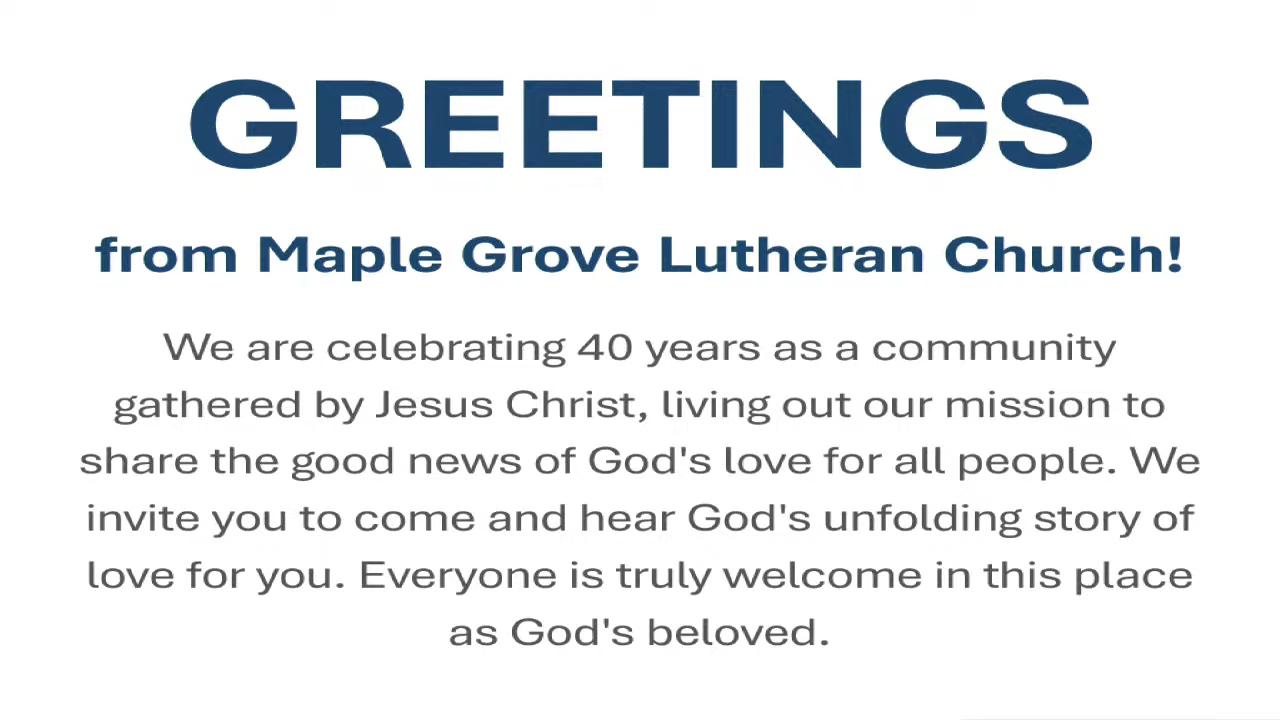 GREETINGS
from Maple Grove Lutheran Church!
We are celebrating 40 years as a community
gathered by Jesus Christ, living out our mission to
share the good news of God's love for all people. We
invite you to come and hear God's unfolding story of
love for you. Everyone is truly welcome in this place
as God's beloved.